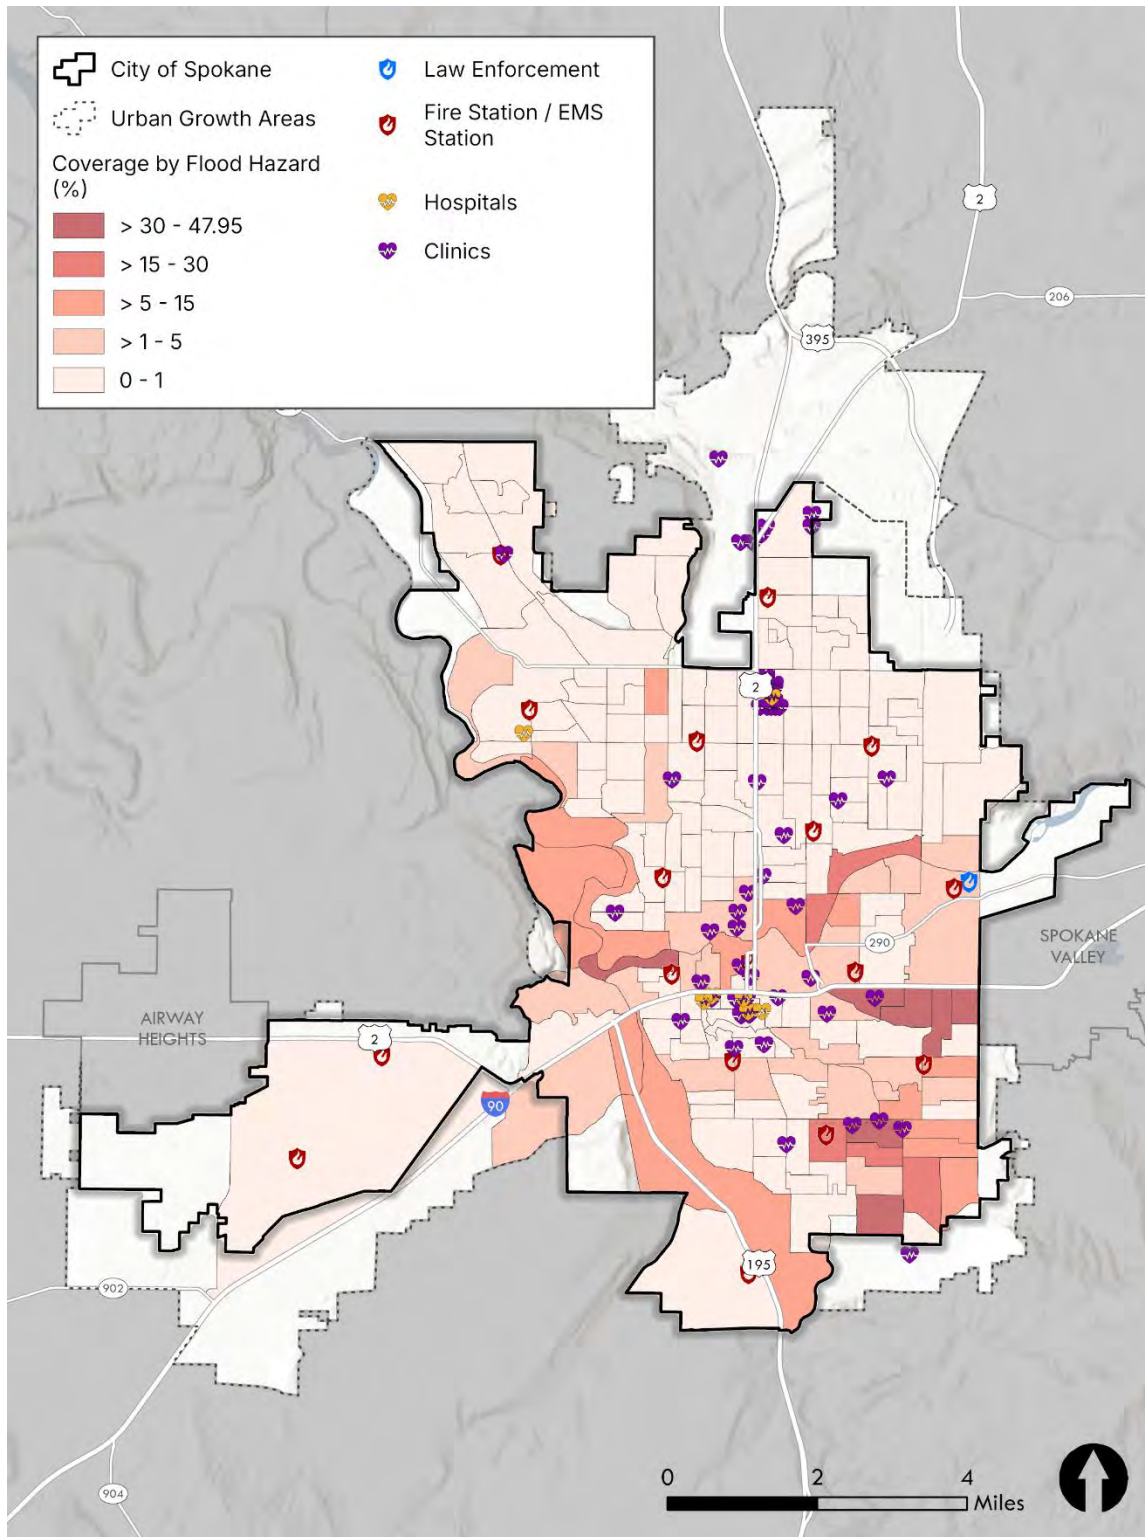 City of Spokane
Urban Growth Areas
Coverage by Flood Hazard
(%)
> 30 - 47.95
> 15 - 30
> 5 - 15
> 1 - 5
0 - 1
Law Enforcement
Fire Station / EMS
Station
Hospitals
Clinics
2
206
395
2
290
SPOKANE
VALLEY
AIRWAY
HEIGHTS
2
90
195
902
904
0 2 4
Miles